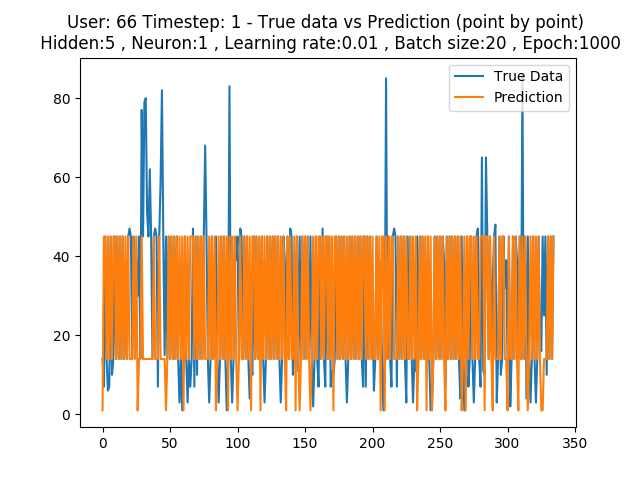 User: 66 Timestep: 1 - True data vs Prediction (point by point)
Hidden:5 , Neuron:1 , Learning rate:0.01 , Batch size:20 , Epoch:1000
True Data
Prediction
80
60
40
20
0
0 50 100 150 200 250 300 350